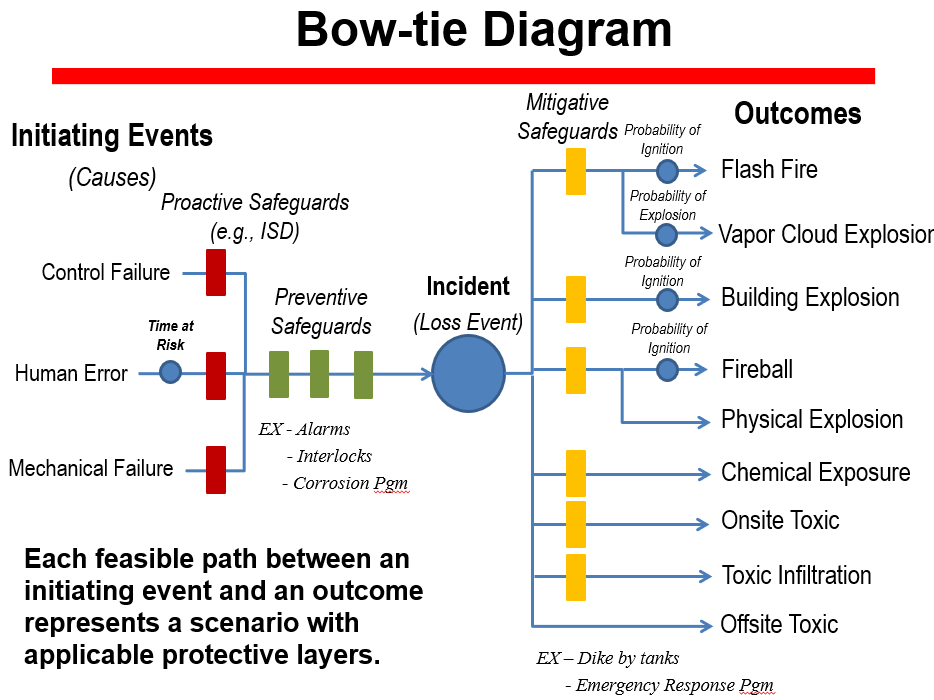 Bow-tie Diagram
Initiating Events
(Causes)
Proactive Safeguards
(e.g., ISD)
Control Failure
Time at
Risk
Human Error
Mechanical Failure
Preventive
Safeguards
EX - Alarms
- Interlocks
- Corrosion Pgm
Incident
(Loss Event)
Mitigative
Safeguards
Outcomes
Probability of
Ignition
Flash Fire
Probability of
Explosion
Vapor Cloud Explosion
Probability of
Ignition
Building Explosion
Probability of
Ignition
Fireball
Physical Explosion
Chemical Exposure
Onsite Toxic
Toxic Infiltration
Offsite Toxic
EX – Dike by tanks
- Emergency Response Pgm
Each feasible path between an
initiating event and an outcome
represents a scenario with
applicable protective layers.